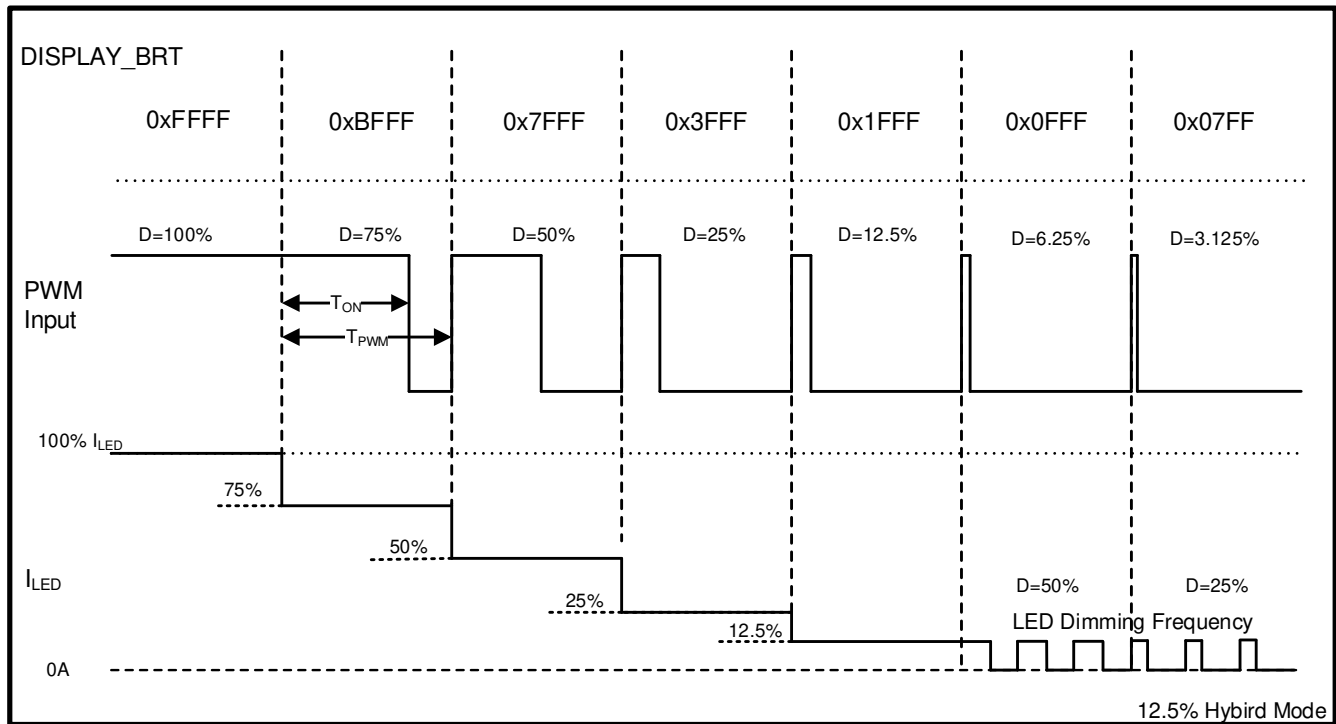 DISPLAY_BRT
0xFFFF 0xBFFF 0x7FFF 0x3FFF 0x1FFF 0x0FFF 0x07FF
D=100% D=75% D=50% D=25% D=12.5% D=6.25% D=3.125%
PWM
Input
TON
TPWM
100% ILED
75%
50%
ILED
25%
12.5%
D=50% D=25%
LED Dimming Frequency
0A
12.5% Hybird Mode